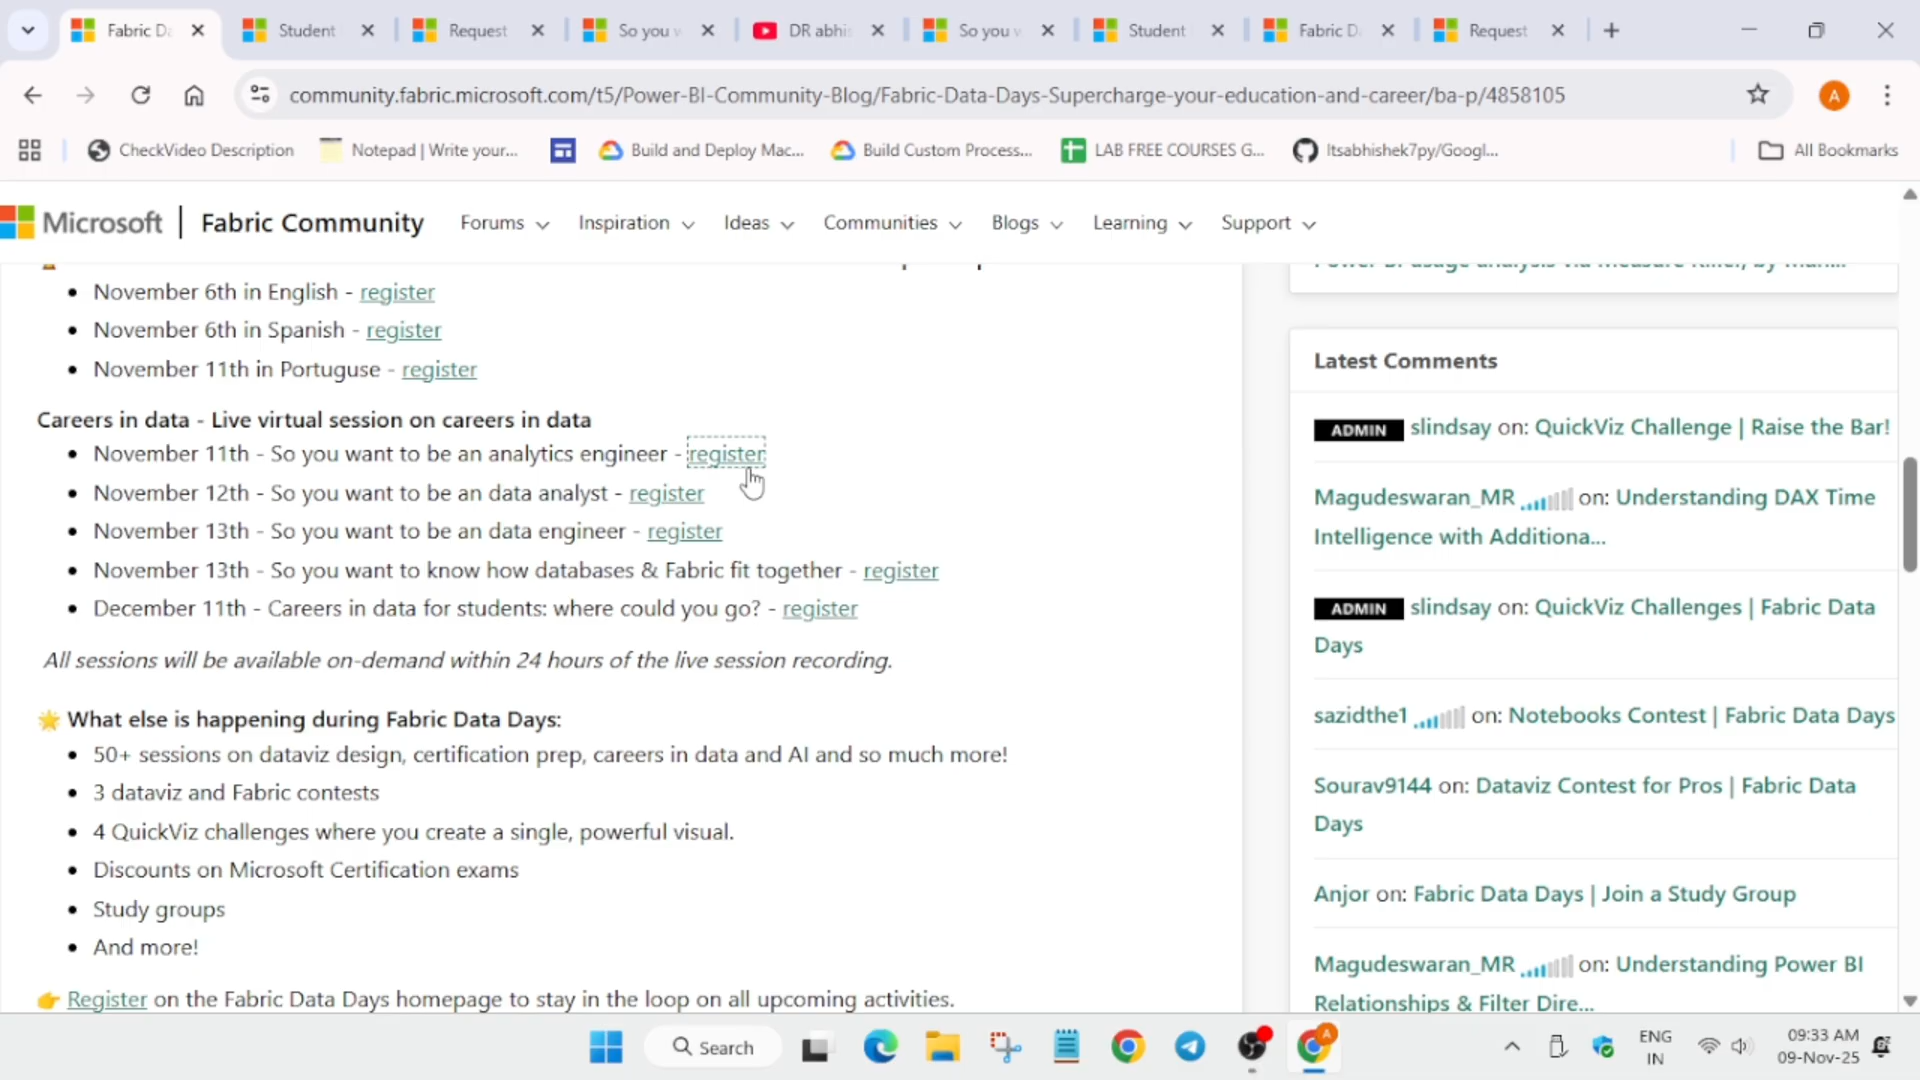 Fabric Da
Student
Request
So you w
DR abhis
So you w
Student
Fabric D
Request
community.fabric.microsoft.com/t5/Power-BI-Community-Blog/Fabric-Data-Days-Supercharge-your-education-and-career/ba-p/4858105
A
CheckVideo Description
Notepad | Write your...
Build and Deploy Mac...
Build Custom Process...
LAB FREE COURSES G...
Itsabhishek7py/Googl...
All Bookmarks
Microsoft | Fabric Community
Forums
Inspiration
Ideas
Communities
Blogs
Learning
Support
• November 6th in English - register
• November 6th in Spanish - register
• November 11th in Portuguse - register
Careers in data - Live virtual session on careers in data
• November 11th - So you want to be an analytics engineer - register
• November 12th - So you want to be an data analyst - register
• November 13th - So you want to be an data engineer - register
• November 13th - So you want to know how databases & Fabric fit together - register
• December 11th - Careers in data for students: where could you go? - register
All sessions will be available on-demand within 24 hours of the live session recording.
🌟 What else is happening during Fabric Data Days:
• 50+ sessions on dataviz design, certification prep, careers in data and AI and so much more!
• 3 dataviz and Fabric contests
• 4 QuickViz challenges where you create a single, powerful visual.
• Discounts on Microsoft Certification exams
• Study groups
• And more!
👉 Register on the Fabric Data Days homepage to stay in the loop on all upcoming activities.
Latest Comments
ADMIN slindsay on: QuickViz Challenge | Raise the Bar!
Magudeswaran_MR on: Understanding DAX Time
Intelligence with Additiona...
ADMIN slindsay on: QuickViz Challenges | Fabric Data
Days
sazidthe1 on: Notebooks Contest | Fabric Data Days
Sourav9144 on: Dataviz Contest for Pros | Fabric Data
Days
Anjor on: Fabric Data Days | Join a Study Group
Magudeswaran_MR on: Understanding Power BI
Relationships & Filter Dire...
Search
A
ENG
IN
09:33 AM
09-Nov-25